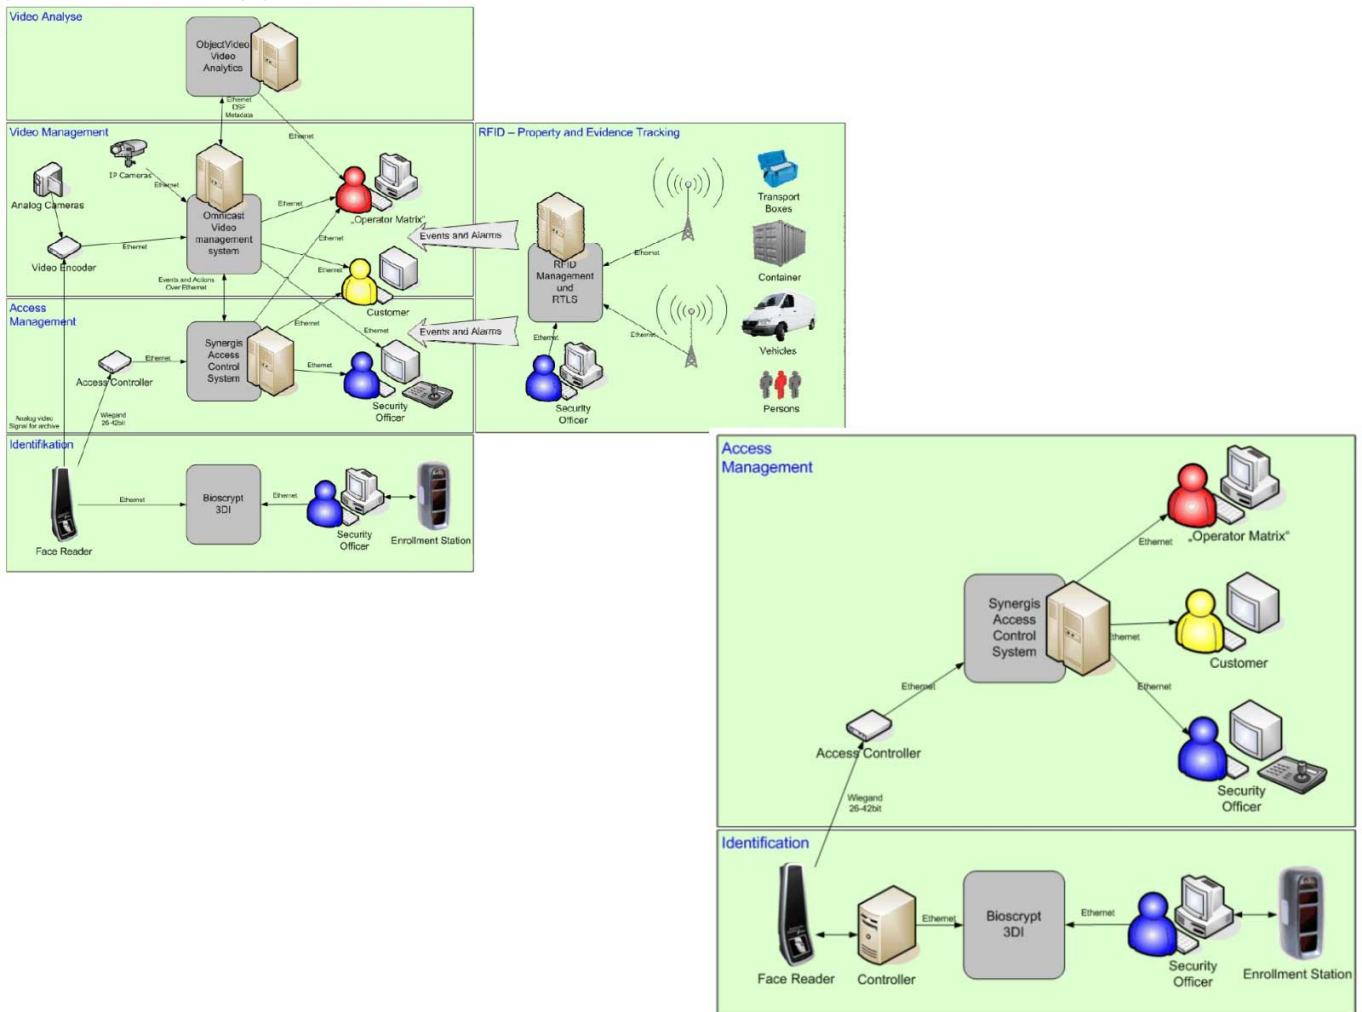 Video Analyse
ObjectVideo
Video
Analytics
Ethernet
DSP
Metadata
Ethernet
Video Management
IP Cameras
Ethernet
Analog Cameras
Ethernet
Omnicast
Video
management
system
Ethernet
Video Encoder
„Operator Matrix“
Ethernet
Customer
Events and Actions
Over Ethernet
RFID – Property and Evidence Tracking
Events and Alarms
RFID
Management
und
RTLS
Ethernet
Ethernet
Ethernet
Security
Officer
Transport
Boxes
Container
Vehicles
Persons
Events and Alarms
Access
Management
Access Controller
Ethernet
Synergis
Access
Control
System
Ethernet
Ethernet
Ethernet
Security
Officer
Analog video
Signal for archive
Wiegand
26-42bit
Identifikation
Face Reader
Ethernet
Bioscrypt
3DI
Ethernet
Security
Officer
Enrollment Station
Access
Management
„Operator Matrix“
Ethernet
Synergis
Access
Control
System
Ethernet
Customer
Ethernet
Ethernet
Access Controller
Security
Officer
Wiegand
26-42bit
Identification
Face Reader
Controller
Ethernet
Bioscrypt
3DI
Ethernet
Security
Officer
Enrollment Station